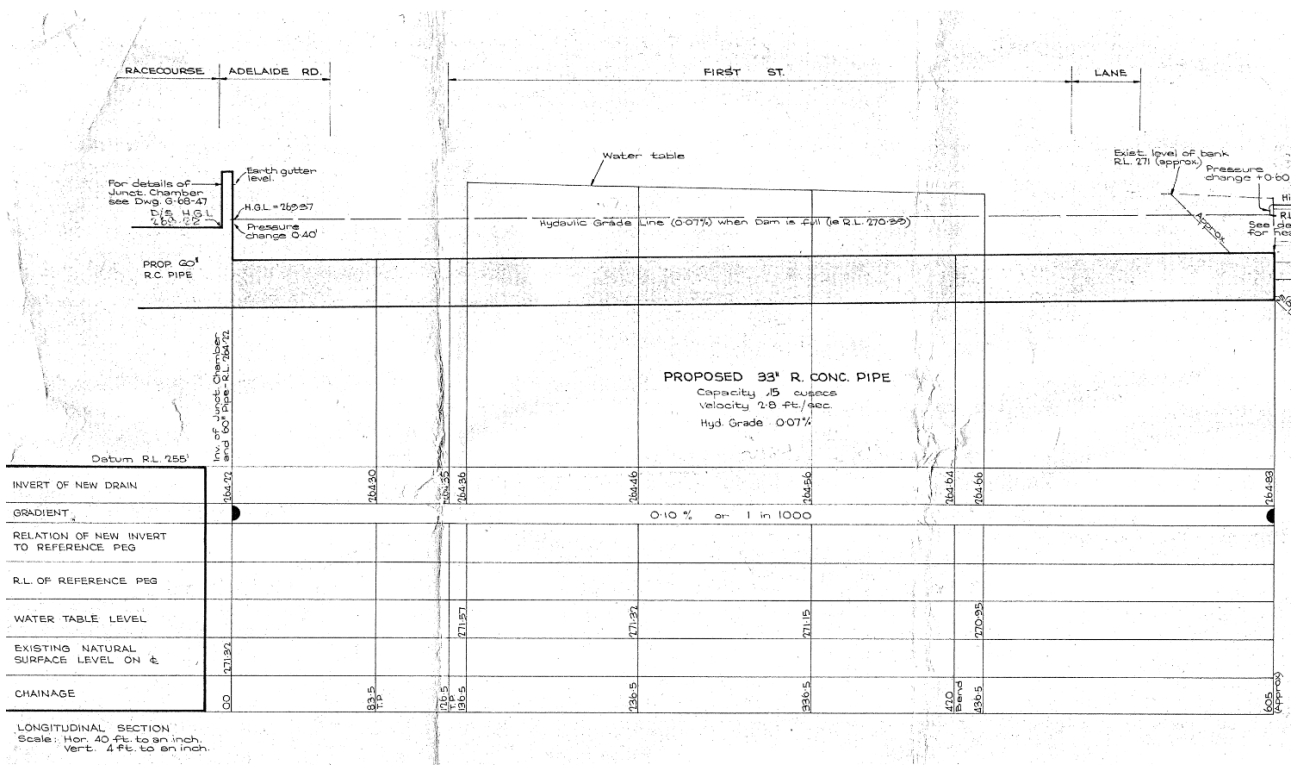 RACECOURSE
ADELAIDE RD.
FIRST ST.
LANE
Water table
Exist. level of bank
R.L. 271 (approx)
Pressure
change +0·60
For details of
Junct. Chamber
see Dwg. G-68-47
D/S H.G.L
Earth gutter
level.
H.G.L. = 269·37
Pressure
change 0·40'
Hydraulic Grade Line (0·07%) when Dam is full (ie R.L. 270·39)
Approx
See de
for hea
PROP. 60"
R.C. PIPE
Inv. of Junct. Chamber
and 60" Pipe - R.L. 264·22
PROPOSED 33" R. CONC. PIPE
Capacity 15 cusecs
Velocity 2·8 ft./sec.
Hyd. Grade 0·07%
Datum R.L. 255'
INVERT OF NEW DRAIN
264·22 264·30 264·35 264·36 264·46 264·56 264·64 264·66 264·83
GRADIENT
0·10 % or 1 in 1000
RELATION OF NEW INVERT
TO REFERENCE PEG
R.L. OF REFERENCE PEG
WATER TABLE LEVEL
271·57 271·32 271·15 270·95
EXISTING NATURAL
SURFACE LEVEL ON ℄
271·32
CHAINAGE
00 83·5 T.P. 126·5 T.P. 136·5 236·5 336·5 420 Bend 436·5 605 (Approx)
LONGITUDINAL SECTION
Scale: Hor. 40 ft. to an inch.
Vert. 4 ft. to an inch.